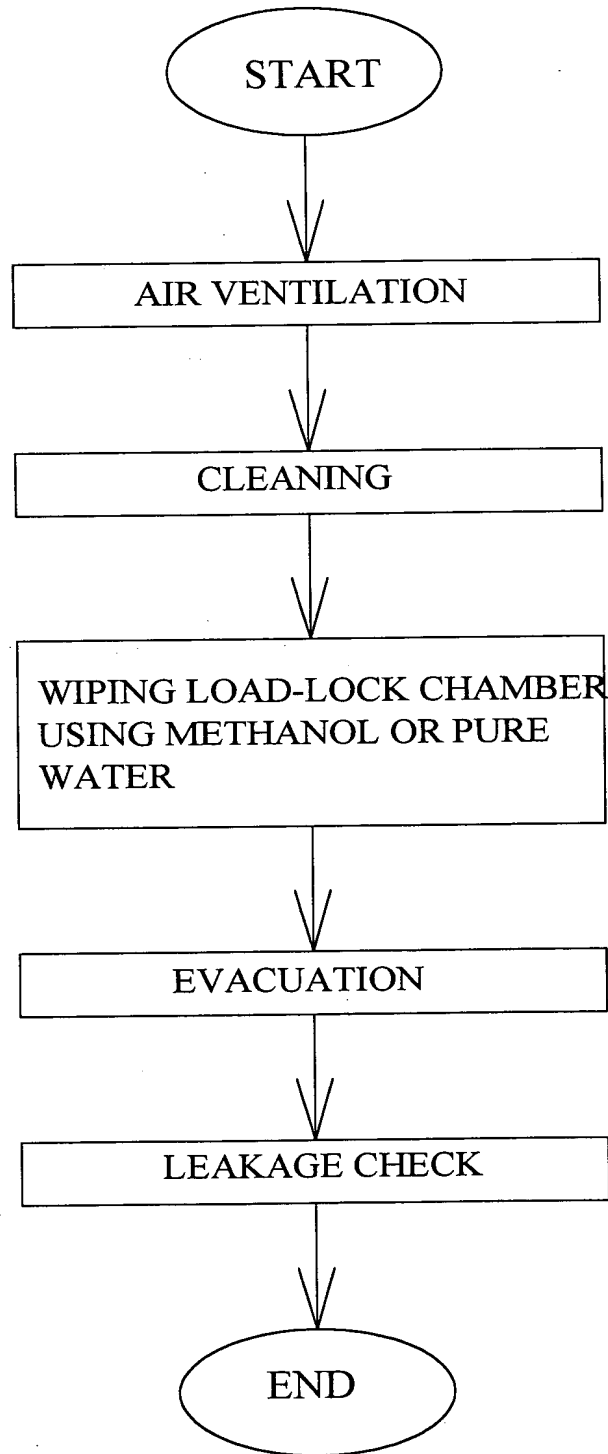 START
AIR VENTILATION
CLEANING
WIPING LOAD-LOCK CHAMBER
USING METHANOL OR PURE
WATER
EVACUATION
LEAKAGE CHECK
END